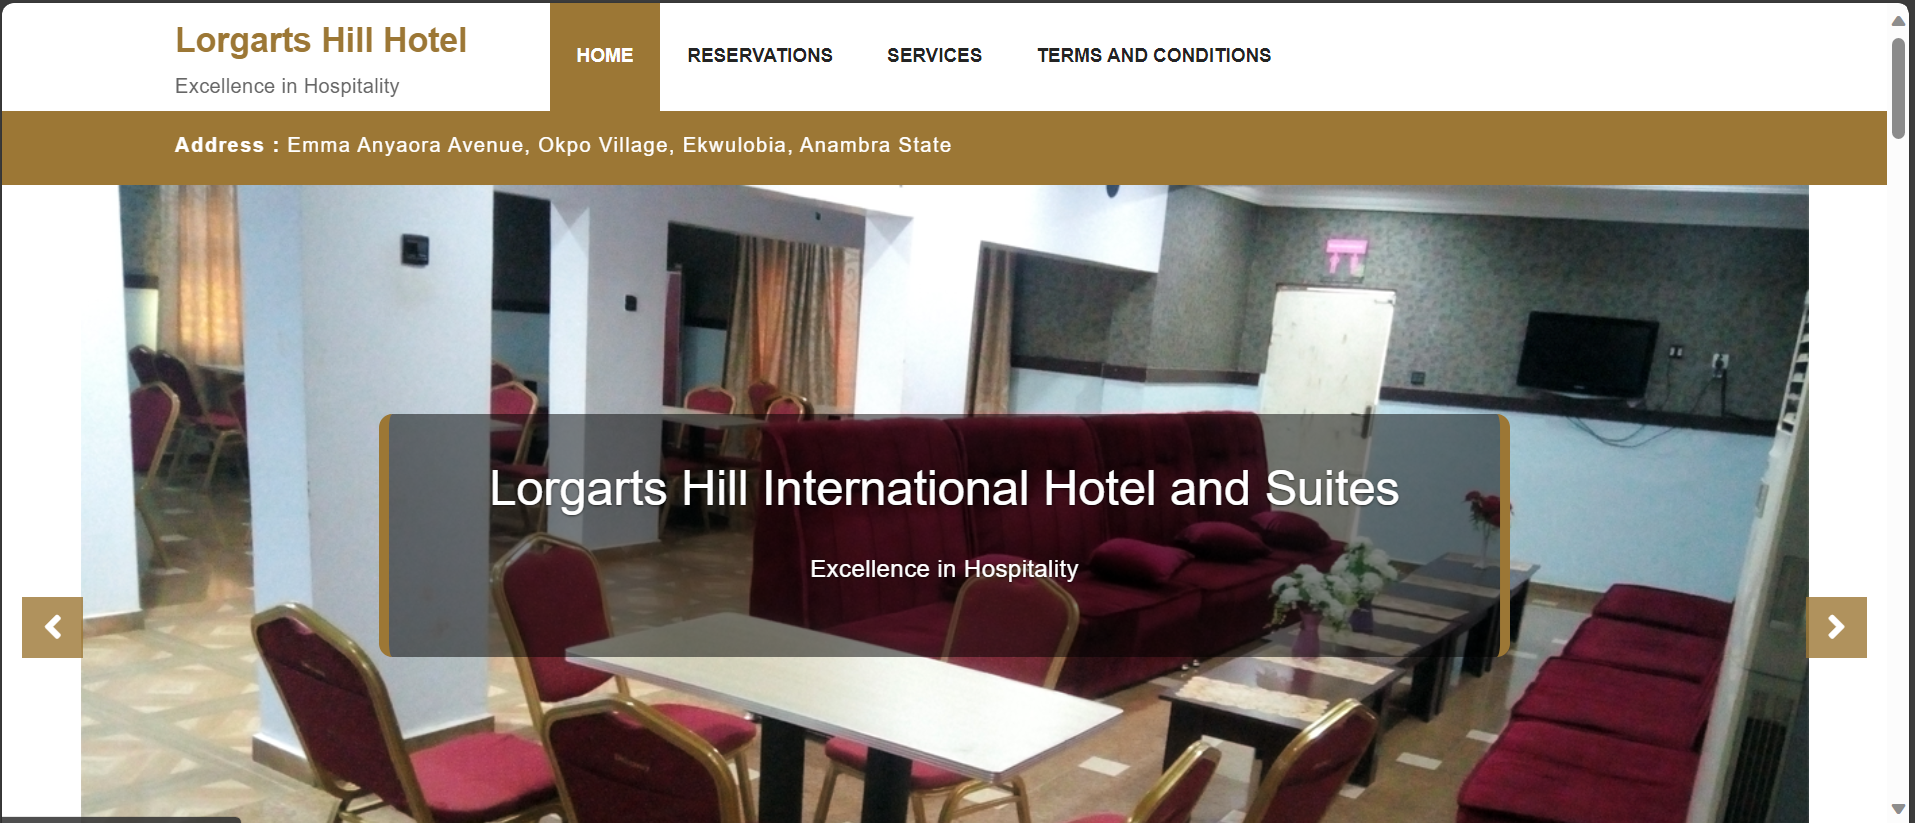 Lorgarts Hill Hotel
Excellence in Hospitality
HOME RESERVATIONS SERVICES TERMS AND CONDITIONS
Address : Emma Anyaora Avenue, Okpo Village, Ekwulobia, Anambra State
Lorgarts Hill International Hotel and Suites
Excellence in Hospitality